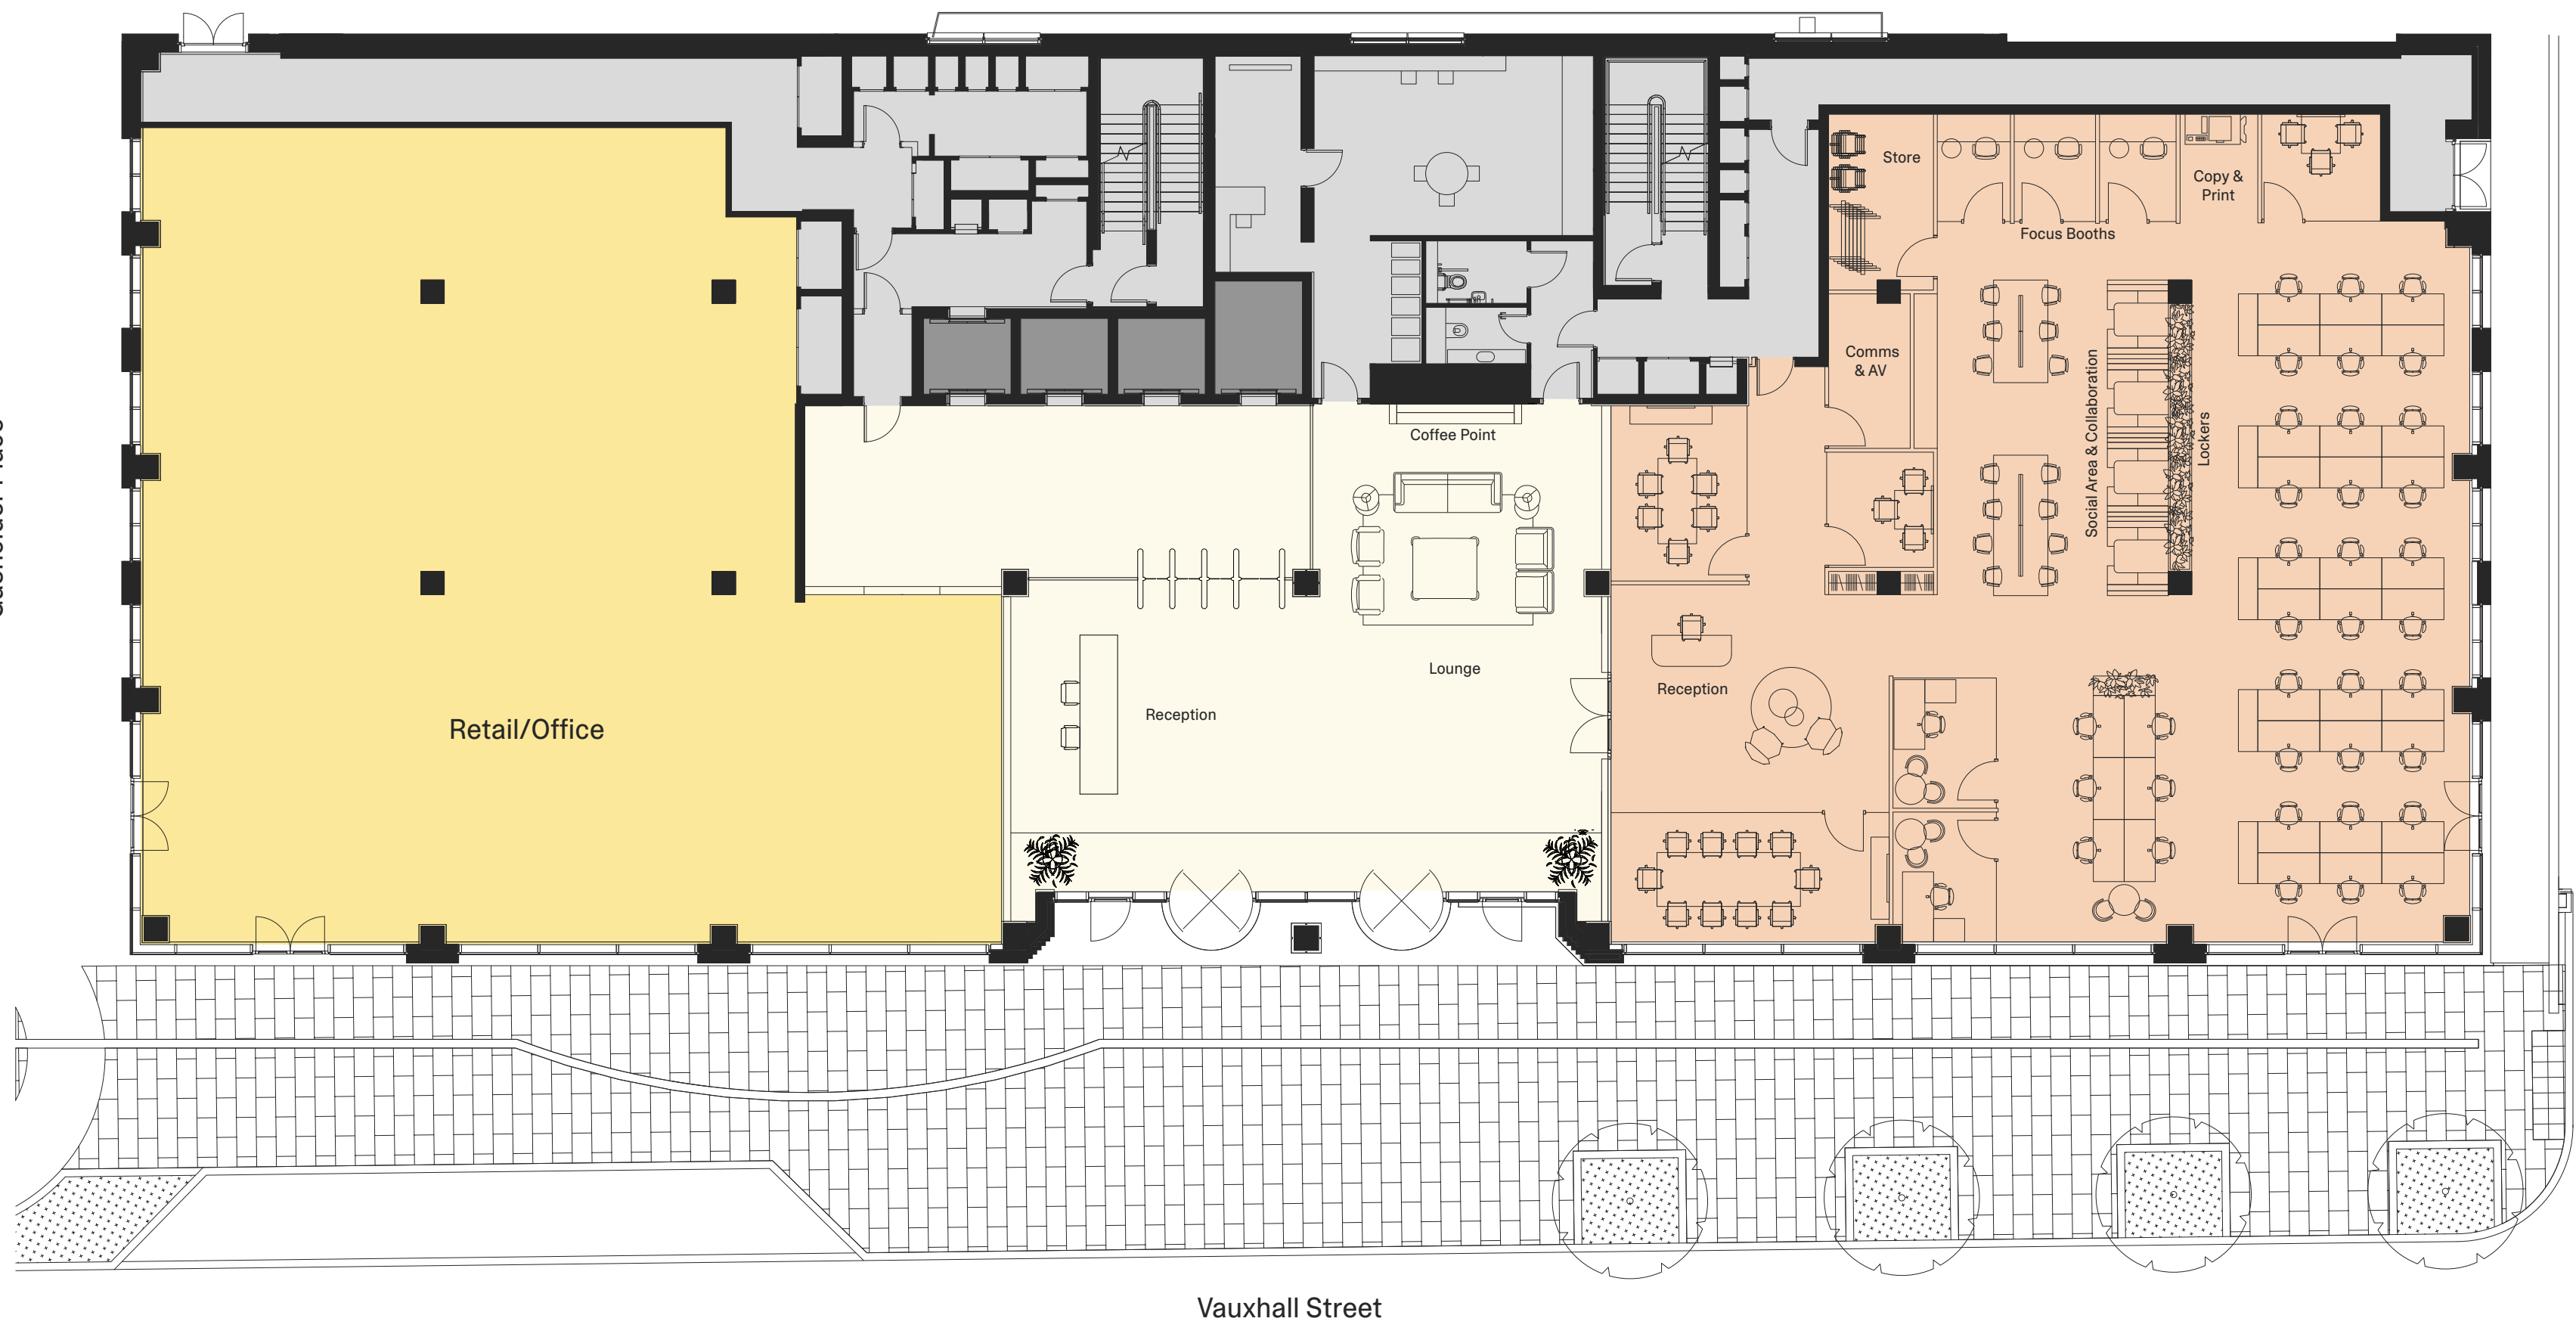 Store
Copy &
Print
Focus Booths
Comms
& AV
Social Area & Collaboration
Lockers
Coffee Point
Lounge
Reception
Reception
Retail/Office
Vauxhall Street